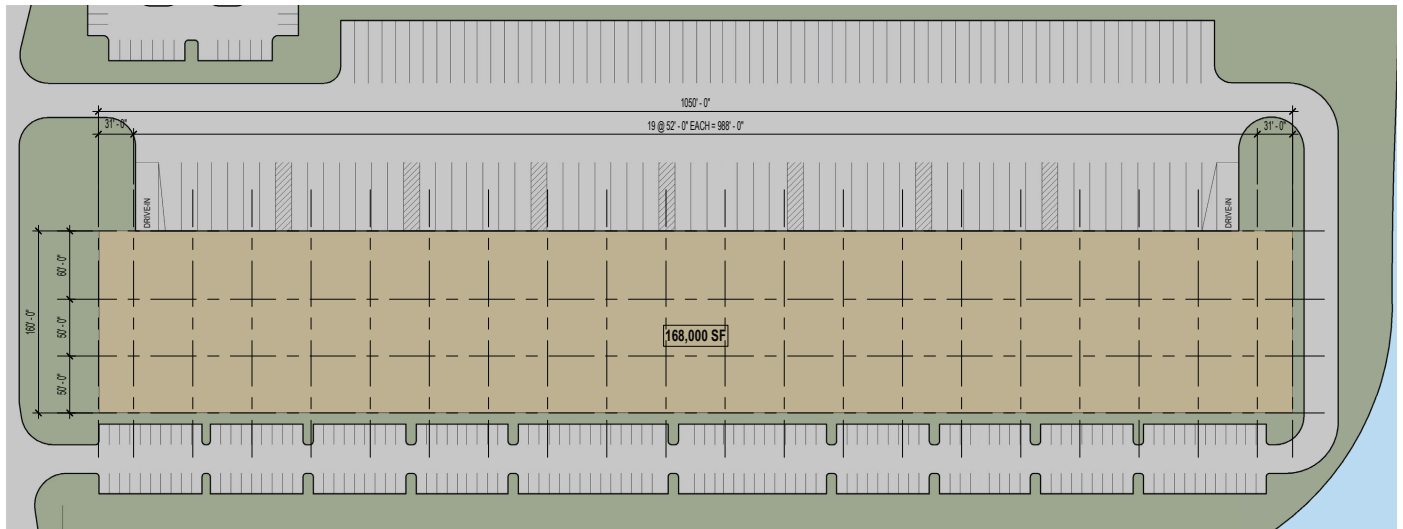 1050' - 0"
31' - 0"
19 @ 52' - 0" EACH = 988' - 0"
31' - 0"
DRIVE-IN
DRIVE-IN
60' - 0"
160' - 0"
50' - 0"
168,000 SF
50' - 0"